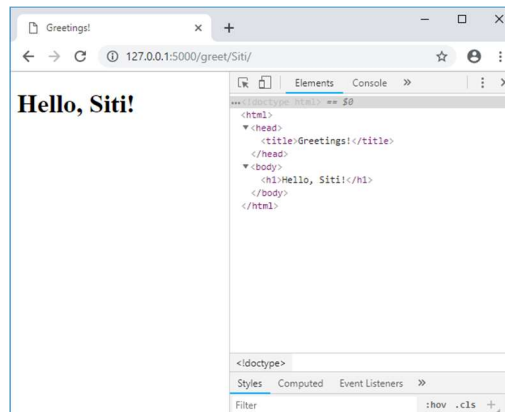 Greetings!
127.0.0.1:5000/greet/Siti/
Hello, Siti!
Elements Console »
...<!doctype html> == $0
<html>
▼<head>
<title>Greetings!</title>
</head>
▼<body>
<h1>Hello, Siti!</h1>
</body>
</html>
<!doctype>
Styles Computed Event Listeners »
Filter :hov .cls +